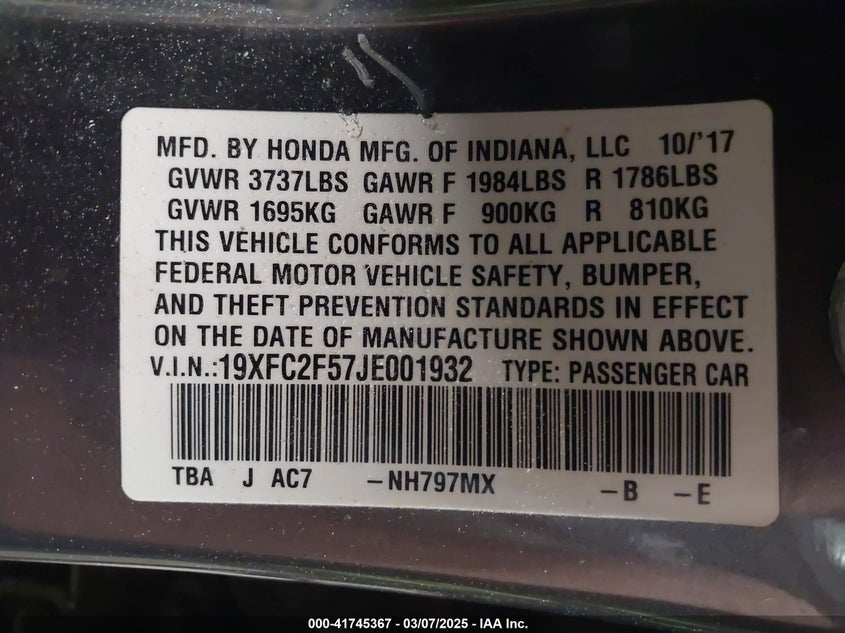 MFD. BY HONDA MFG. OF INDIANA, LLC 10/'17
GVWR 3737LBS GAWR F 1984LBS R 1786LBS
GVWR 1695KG GAWR F 900KG R 810KG
THIS VEHICLE CONFORMS TO ALL APPLICABLE
FEDERAL MOTOR VEHICLE SAFETY, BUMPER,
AND THEFT PREVENTION STANDARDS IN EFFECT
ON THE DATE OF MANUFACTURE SHOWN ABOVE.
V.I.N.:19XFC2F57JE001932 TYPE: PASSENGER CAR
TBA J AC7 -NH797MX -B -E
000-41745367 - 03/07/2025 - IAA Inc.